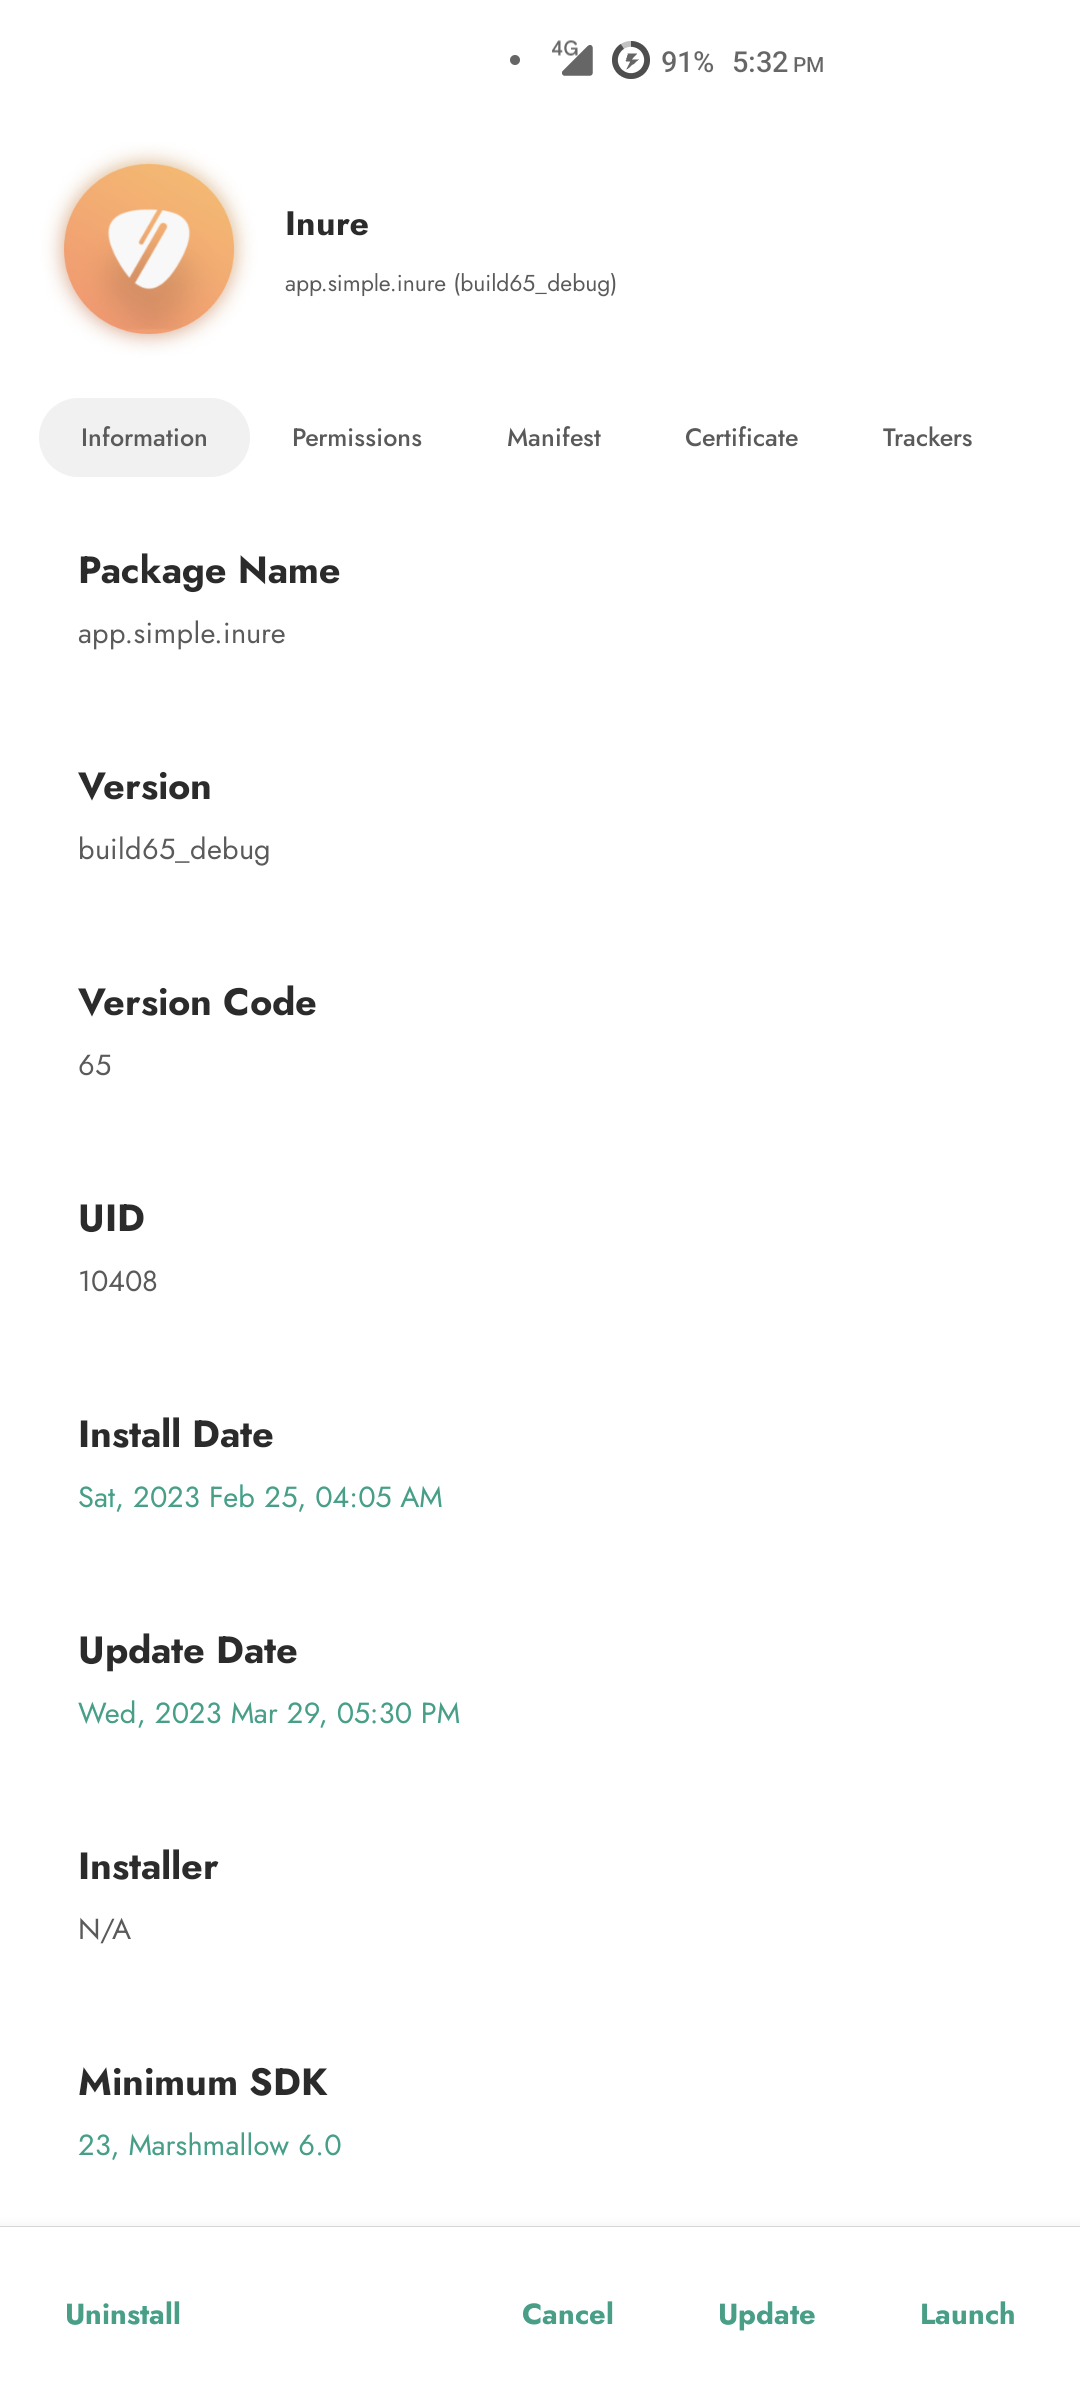 4G 91% 5:32 PM
Inure
app.simple.inure (build65_debug)
Information Permissions Manifest Certificate Trackers
Package Name
app.simple.inure
Version
build65_debug
Version Code
65
UID
10408
Install Date
Sat, 2023 Feb 25, 04:05 AM
Update Date
Wed, 2023 Mar 29, 05:30 PM
Installer
N/A
Minimum SDK
23, Marshmallow 6.0
Uninstall Cancel Update Launch